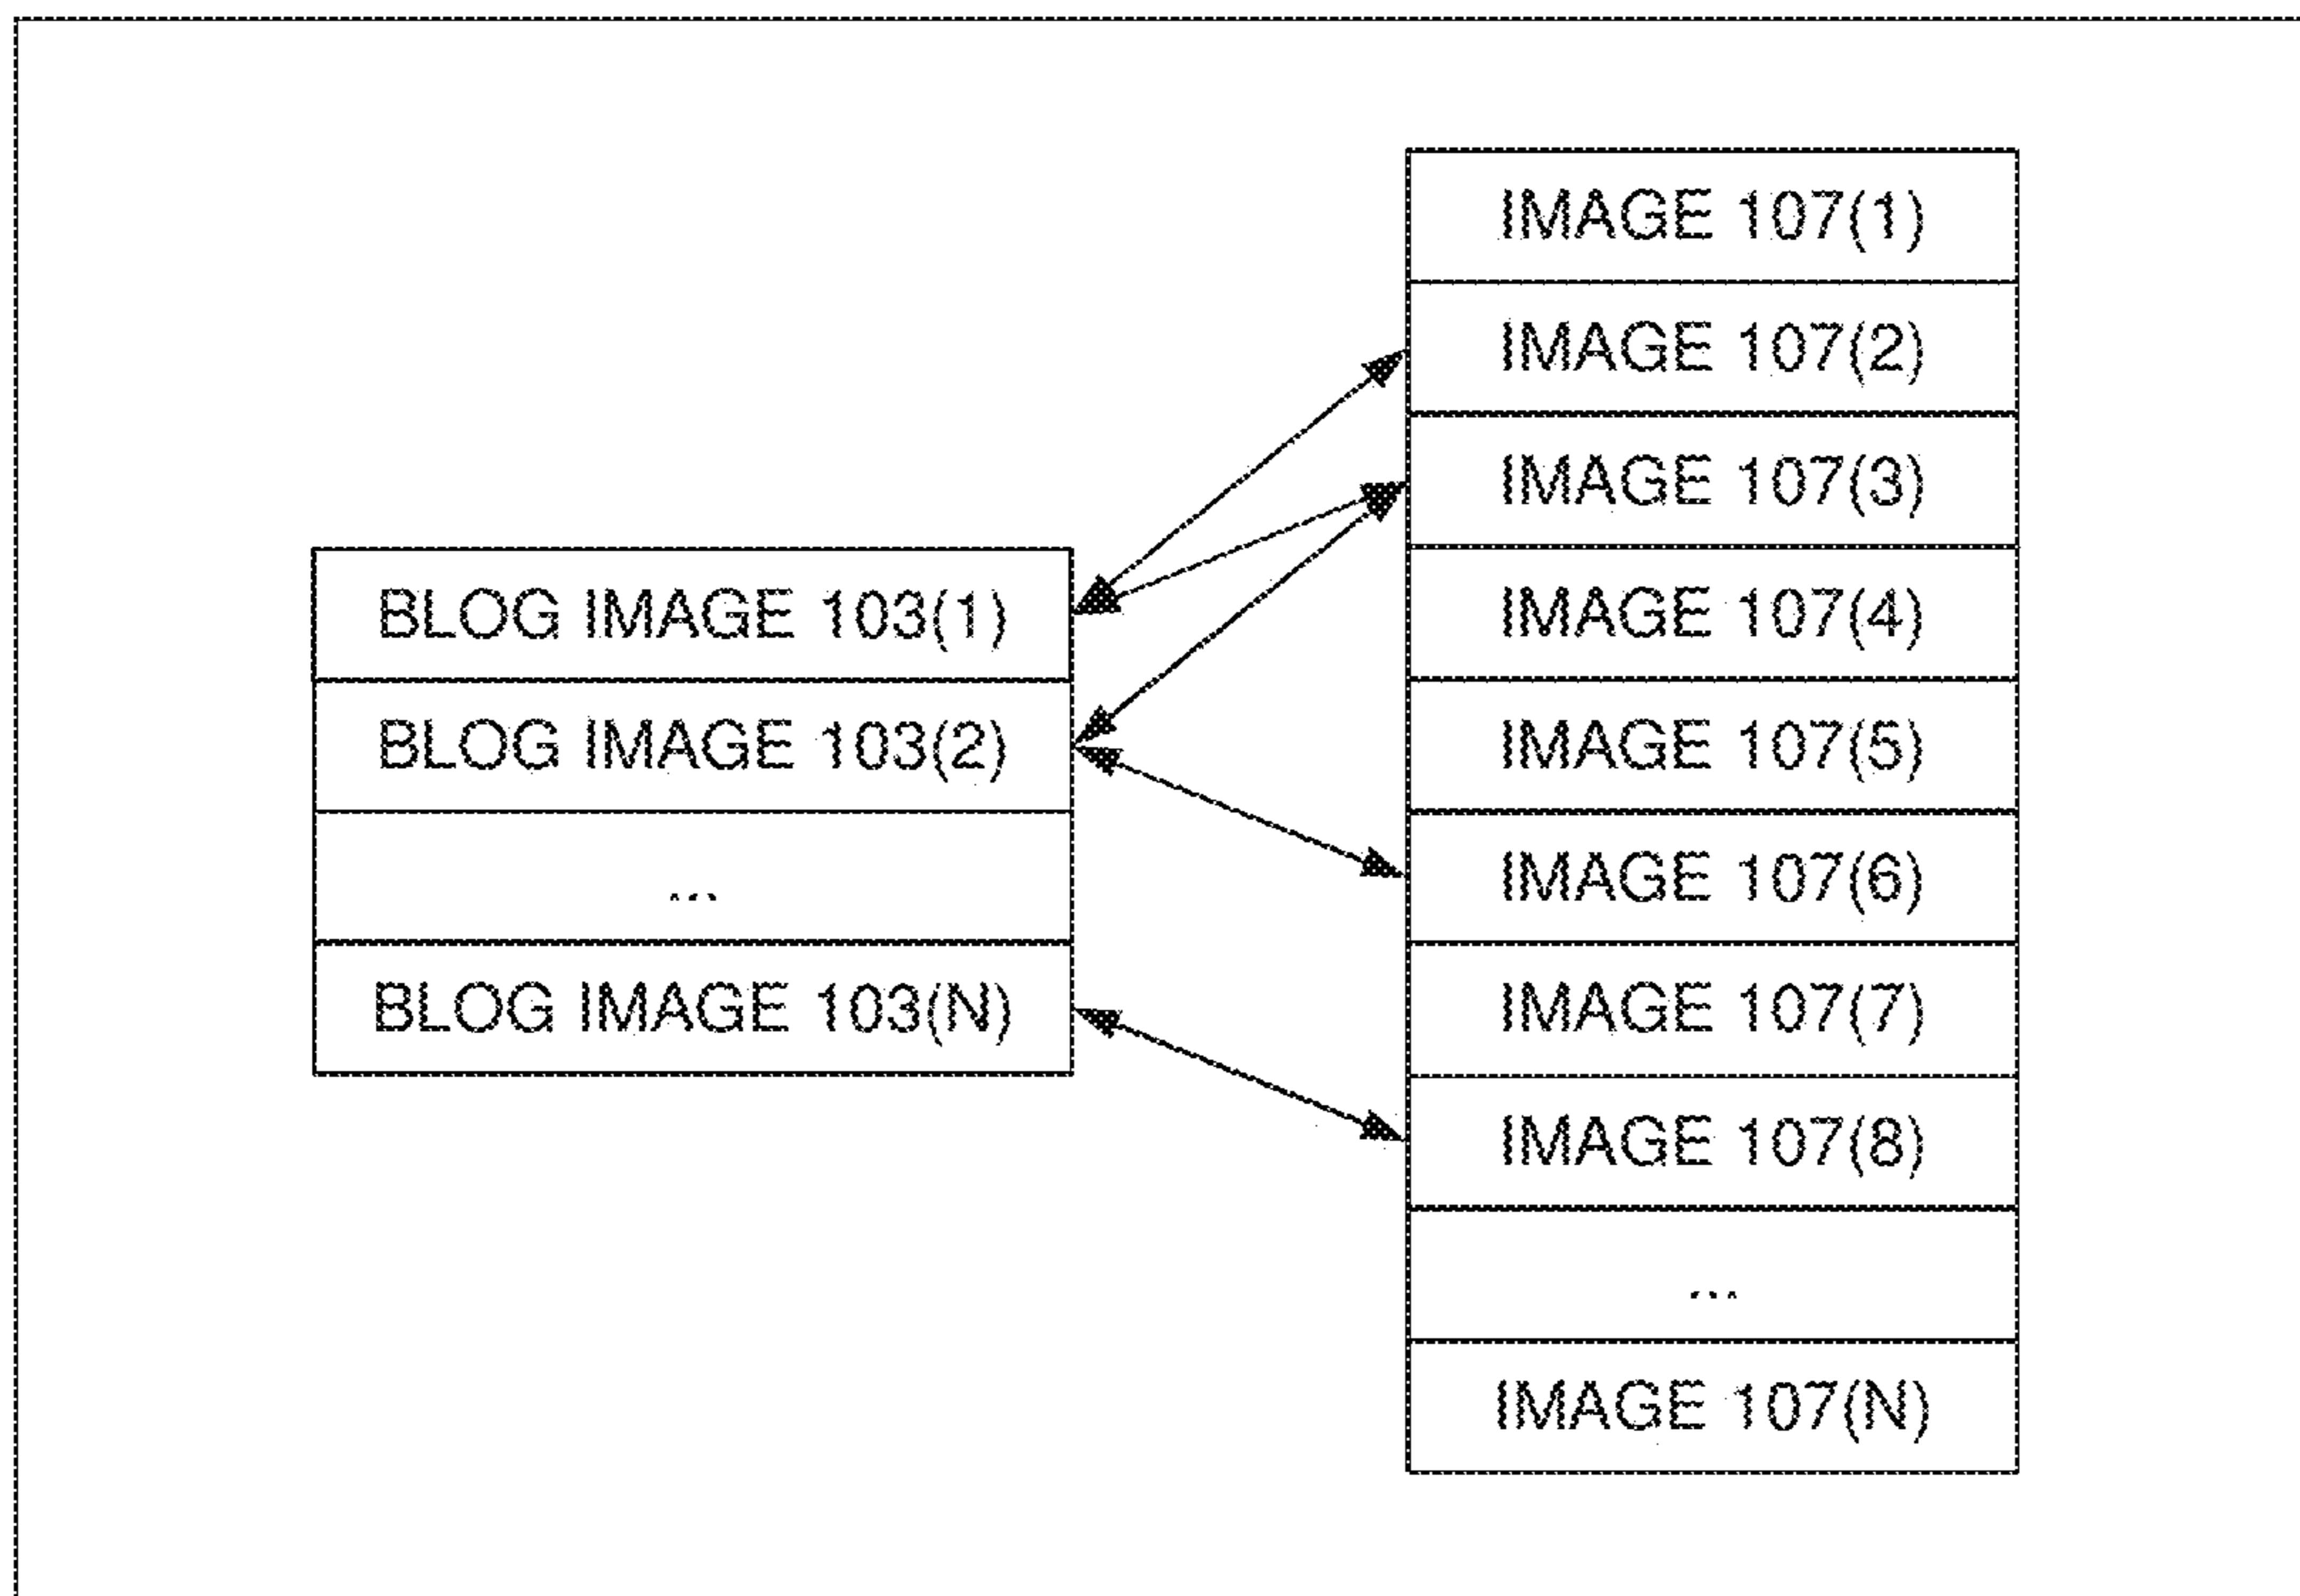 BLOG IMAGE 103(1)
BLOG IMAGE 103(2)
...
BLOG IMAGE 103(N)
IMAGE 107(1)
IMAGE 107(2)
IMAGE 107(3)
IMAGE 107(4)
IMAGE 107(5)
IMAGE 107(6)
IMAGE 107(7)
IMAGE 107(8)
...
IMAGE 107(N)